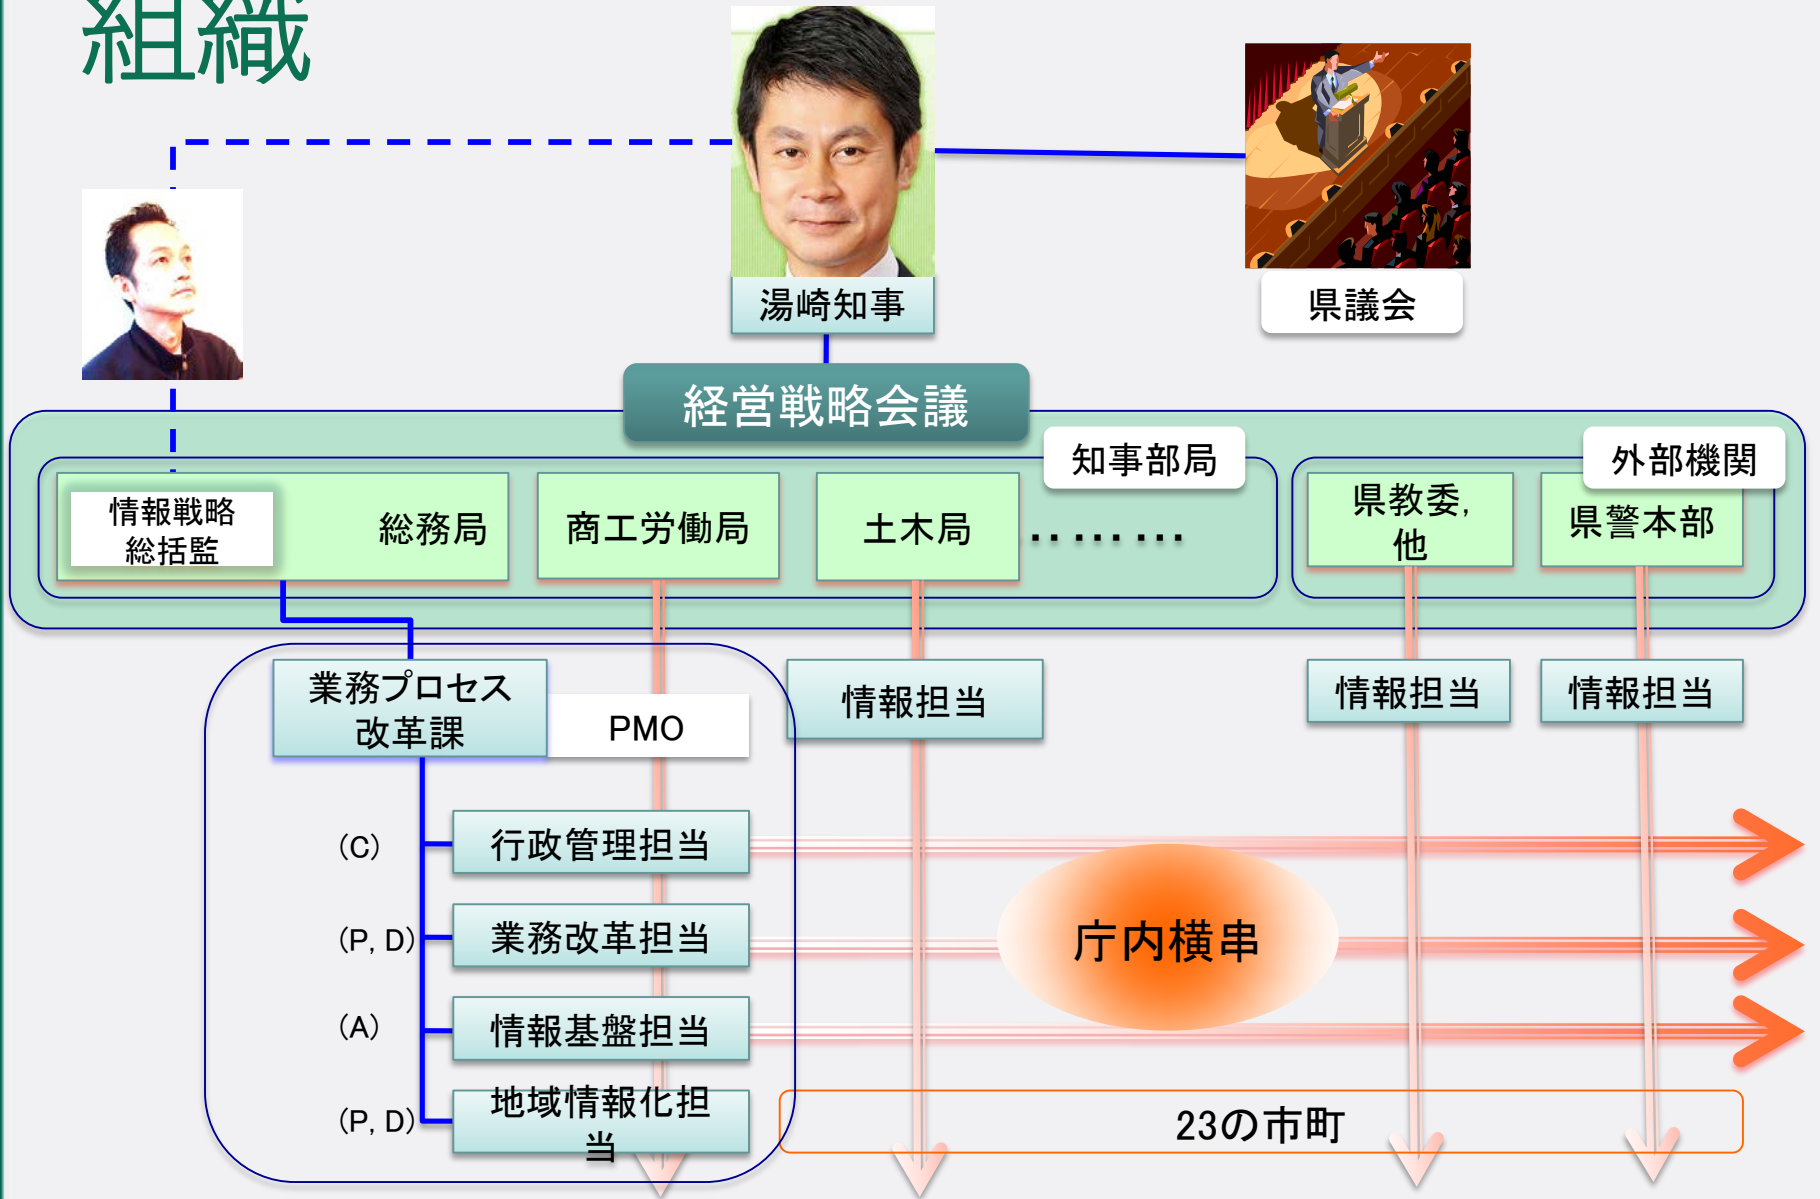 組織
湯崎知事
県議会
経営戦略会議
知事部局
外部機関
情報戦略
総括監
総務局
商工労働局
土木局
………
県教委,
他
県警本部
業務プロセス
改革課
PMO
情報担当
情報担当
情報担当
(C)
行政管理担当
(P, D)
業務改革担当
庁内横串
(A)
情報基盤担当
(P, D)
地域情報化担
当
23の市町